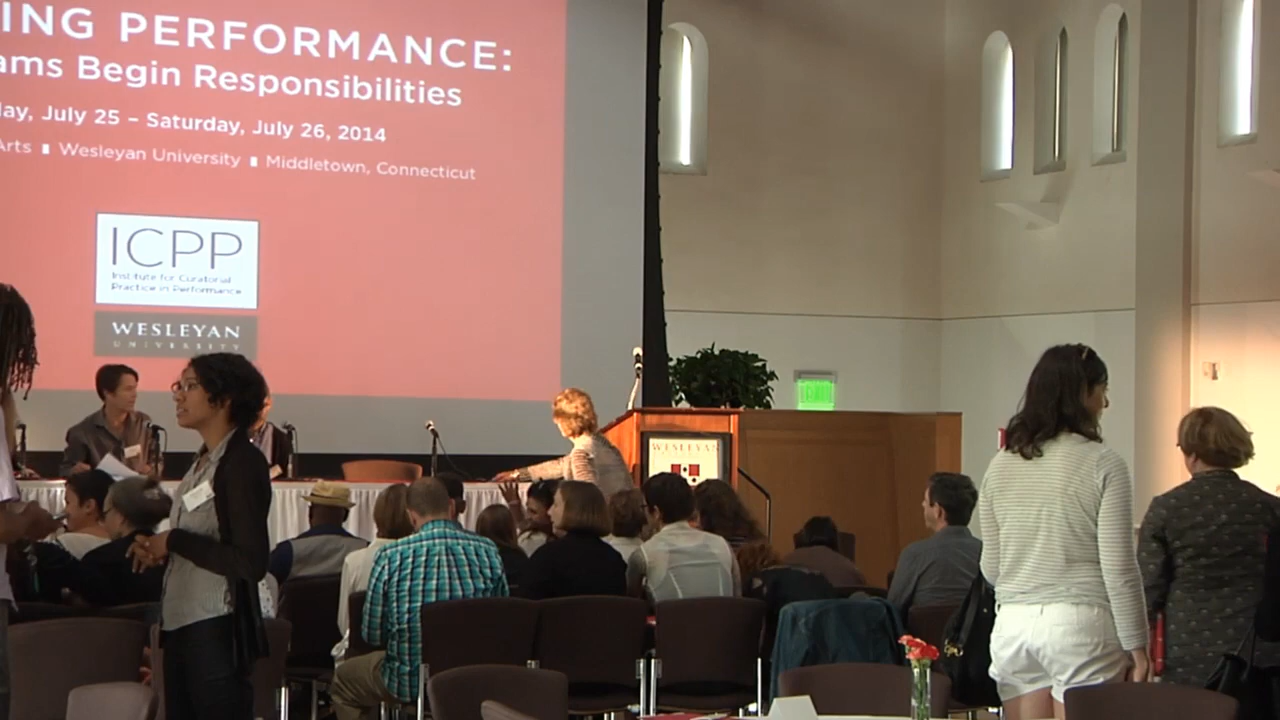 ING PERFORMANCE:
ams Begin Responsibilities
ay, July 25 – Saturday, July 26, 2014
Arts ▪ Wesleyan University ▪ Middletown, Connecticut
ICPP
Institute for Curatorial
Practice in Performance
WESLEYAN
UNIVERSITY
WESLEYAN